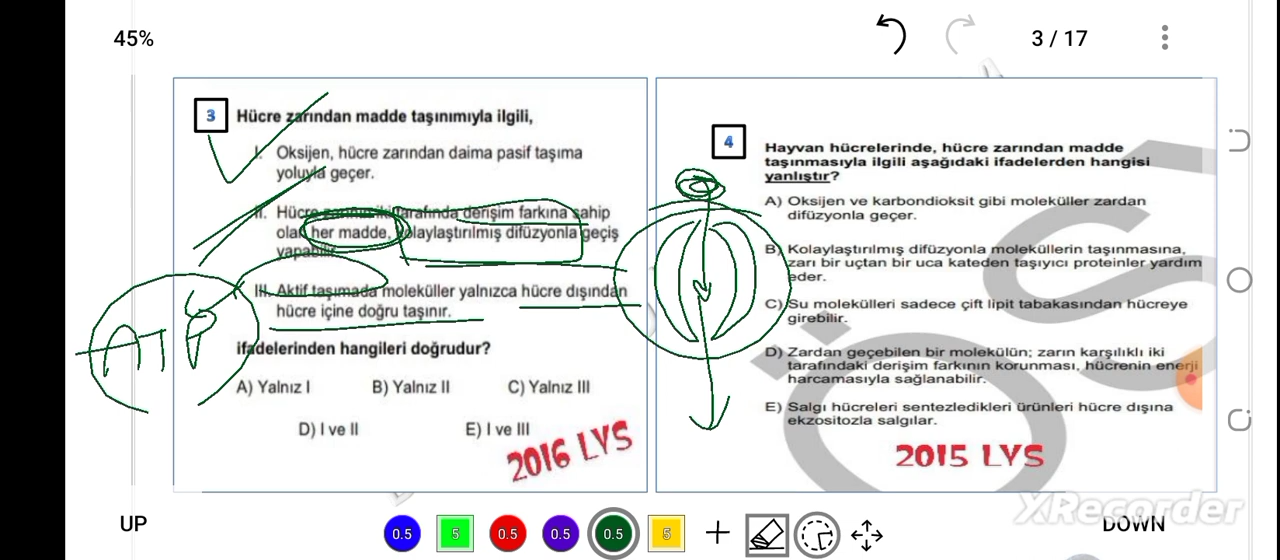 45%
3 / 17
3
Hücre zarından madde taşınımıyla ilgili,
I. Oksijen, hücre zarından daima pasif taşıma
yoluyla geçer.
II. Hücre zarının iki tarafında derişim farkına sahip
olan her madde, kolaylaştırılmış difüzyonla geçiş
yapabilir.
III. Aktif taşımada moleküller yalnızca hücre dışından
hücre içine doğru taşınır.
ATP
ifadelerinden hangileri doğrudur?
A) Yalnız I B) Yalnız II C) Yalnız III
D) I ve II E) I ve III
2016 LYS
4
Hayvan hücrelerinde, hücre zarından madde
taşınmasıyla ilgili aşağıdaki ifadelerden hangisi
yanlıştır?
A) Oksijen ve karbondioksit gibi moleküller zardan
difüzyonla geçer.
B) Kolaylaştırılmış difüzyonla moleküllerin taşınmasına,
zarı bir uçtan bir uca kateden taşıyıcı proteinler yardım
eder.
C) Su molekülleri sadece çift lipit tabakasından hücreye
girebilir.
D) Zardan geçebilen bir molekülün; zarın karşılıklı iki
tarafındaki derişim farkının korunması, hücrenin enerji
harcamasıyla sağlanabilir.
E) Salgı hücreleri sentezledikleri ürünleri hücre dışına
ekzositozla salgılar.
2015 LYS
XRecorder
UP
0.5 5 0.5 0.5 0.5 5
DOWN